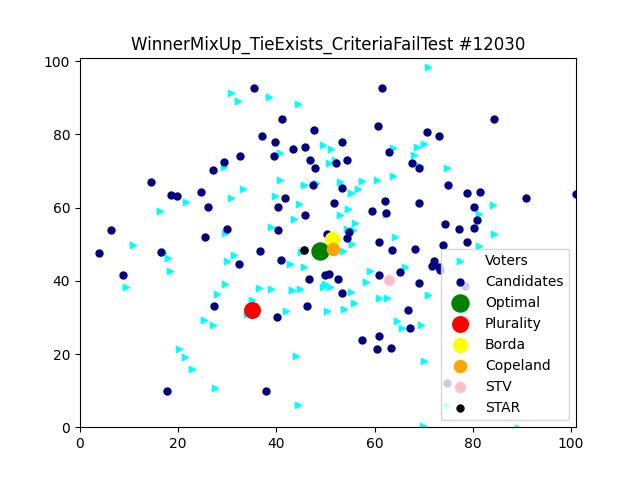 WinnerMixUp_TieExists_CriteriaFailTest #12030
100
80
60
40
20
0
0
20
40
60
80
100
Voters
Candidates
Optimal
Plurality
Borda
Copeland
STV
STAR